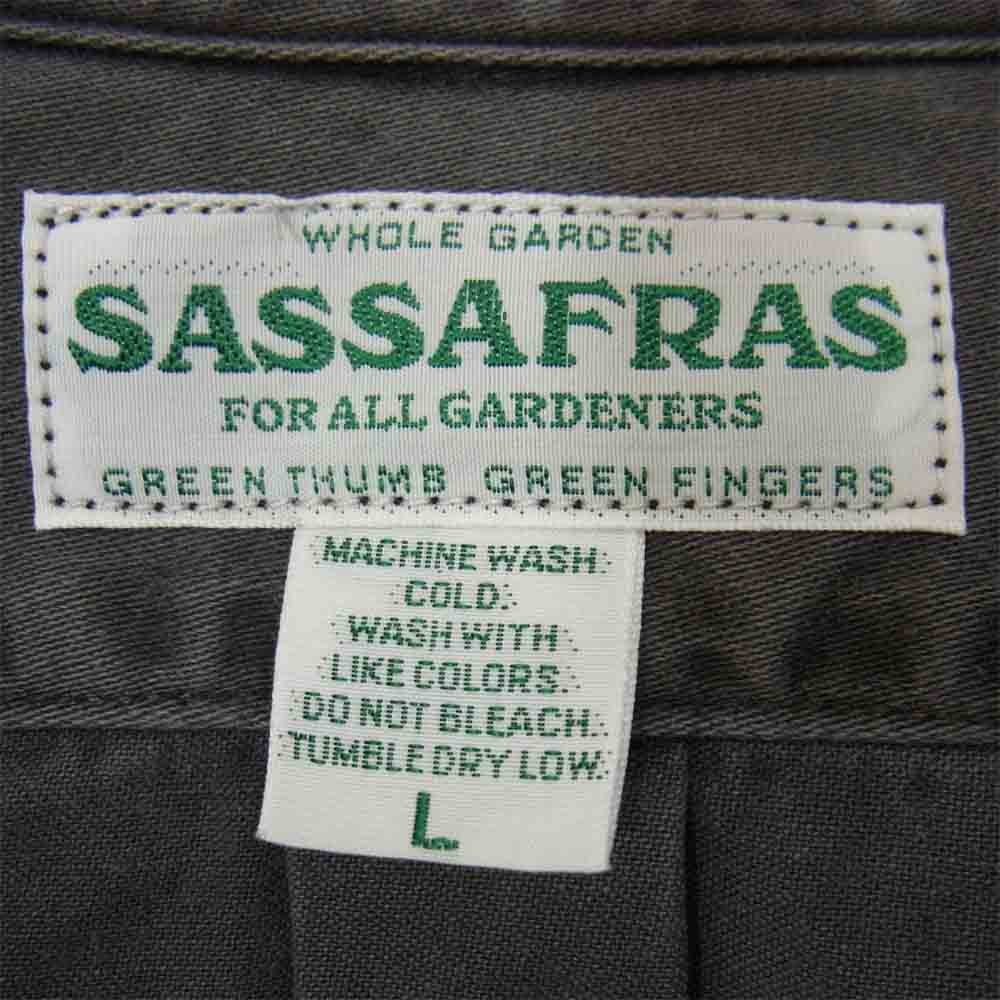 WHOLE GARDEN
SASSAFRAS
FOR ALL GARDENERS
GREEN THUMB GREEN FINGERS
MACHINE WASH
COLD.
WASH WITH
LIKE COLORS.
DO NOT BLEACH.
TUMBLE DRY LOW.
L